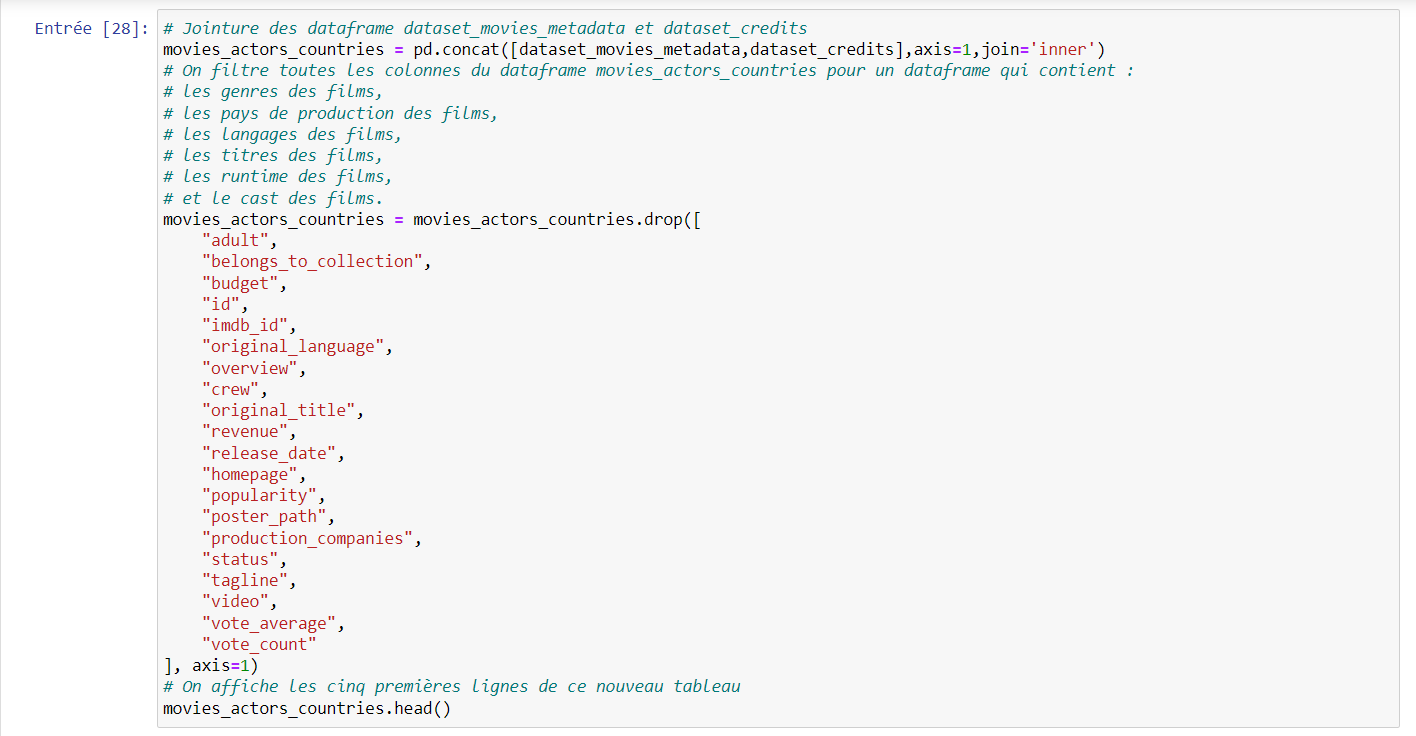 Entrée [28]: # Jointure des dataframe dataset_movies_metadata et dataset_credits
movies_actors_countries = pd.concat([dataset_movies_metadata,dataset_credits],axis=1,join='inner')
# On filtre toutes les colonnes du dataframe movies_actors_countries pour un dataframe qui contient :
# les genres des films,
# les pays de production des films,
# les langages des films,
# les titres des films,
# les runtime des films,
# et le cast des films.
movies_actors_countries = movies_actors_countries.drop([
    "adult",
    "belongs_to_collection",
    "budget",
    "id",
    "imdb_id",
    "original_language",
    "overview",
    "crew",
    "original_title",
    "revenue",
    "release_date",
    "homepage",
    "popularity",
    "poster_path",
    "production_companies",
    "status",
    "tagline",
    "video",
    "vote_average",
    "vote_count"
], axis=1)
# On affiche les cinq premières lignes de ce nouveau tableau
movies_actors_countries.head()